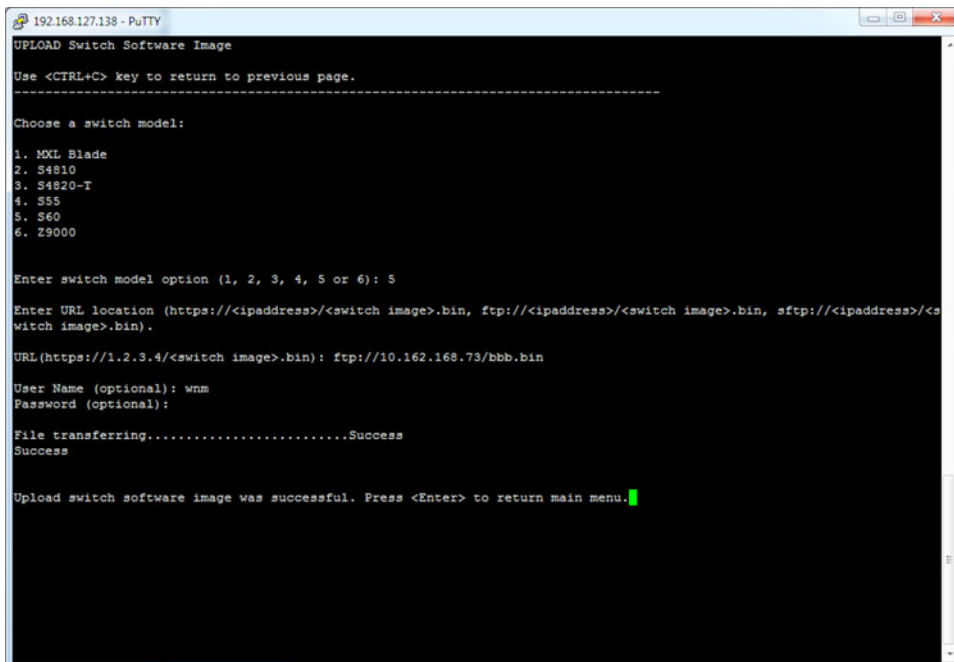 192.168.127.138 - PuTTY
UPLOAD Switch Software Image
Use <CTRL+C> key to return to previous page.
-----------------------------------------------------------------------------------
Choose a switch model:
1. MXL Blade
2. S4810
3. S4820-T
4. S55
5. S60
6. Z9000
Enter switch model option (1, 2, 3, 4, 5 or 6): 5
Enter URL location (https://<ipaddress>/<switch image>.bin, ftp://<ipaddress>/<switch image>.bin, sftp://<ipaddress>/<s
witch image>.bin).
URL(https://1.2.3.4/<switch image>.bin): ftp://10.162.168.73/bbb.bin
User Name (optional): wnm
Password (optional):
File transferring..........................Success
Success
Upload switch software image was successful. Press <Enter> to return main menu.